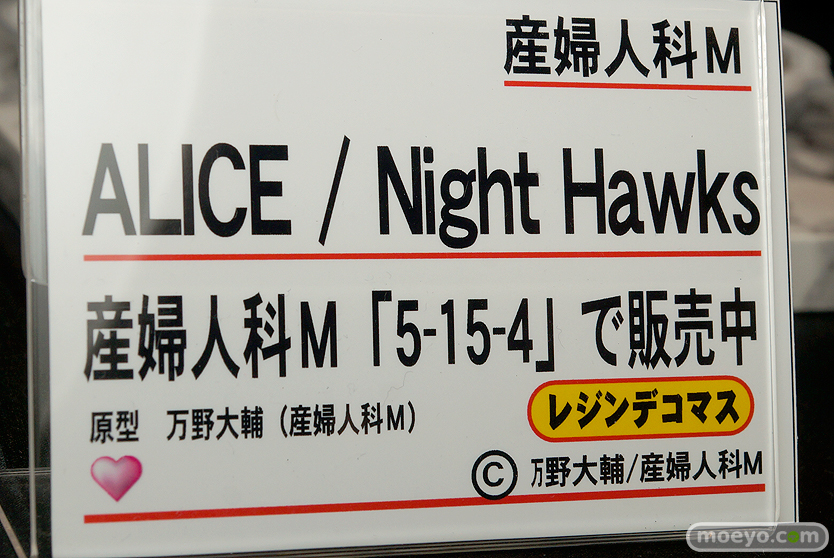 産婦人科M
ALICE / Night Hawks
産婦人科M「5-15-4」で販売中
レジンデコマス
原型　万野大輔（産婦人科M）
©万野大輔/産婦人科M
moeyo.com